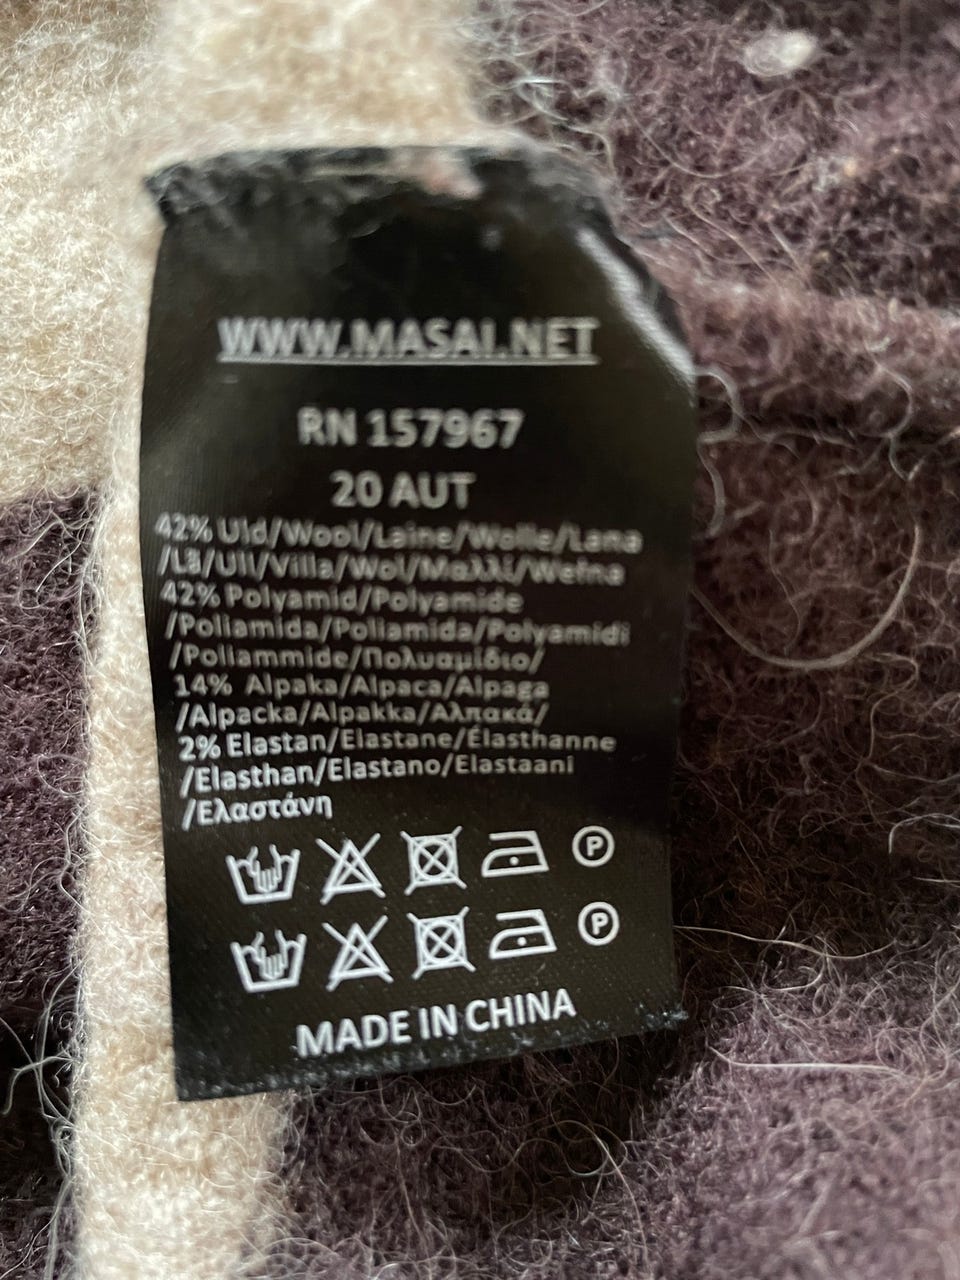 WWW.MASAI.NET
RN 157967
20 AUT
42% Uld/Wool/Laine/Wolle/Lana
/Lã/Ull/Villa/Wol/Μαλλί/Wełna
42% Polyamid/Polyamide
/Poliamida/Poliamida/Polyamidi
/Poliammide/Πολυαμίδιο/
14% Alpaka/Alpaca/Alpaga
/Alpacka/Alpakka/Αλπακά/
2% Elastan/Elastane/Élasthanne
/Elasthan/Elastano/Elastaani
/Ελαστάνη
P
P
MADE IN CHINA